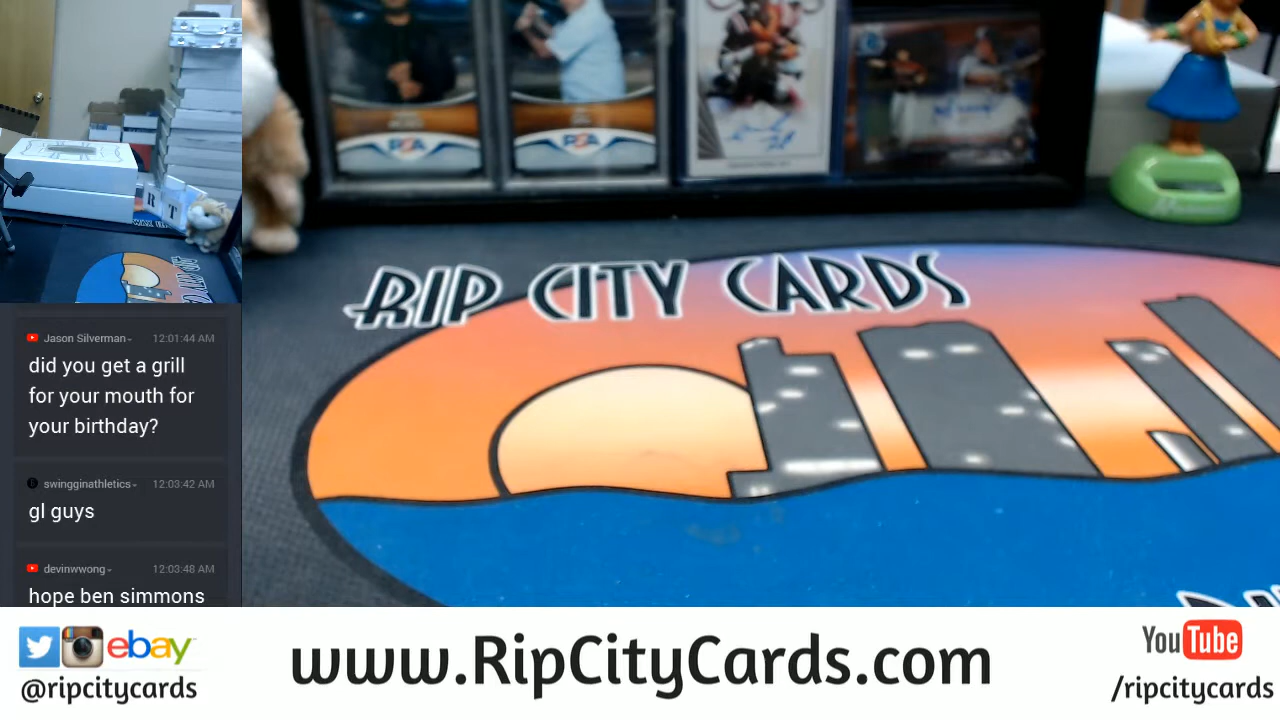 PSA
PSA
R T
RIP CITY CARDS
Jason Silverman 12:01:44 AM
did you get a grill
for your mouth for
your birthday?
swingginathletics 12:03:42 AM
gl guys
devinwwong 12:03:48 AM
hope ben simmons
ebay
@ripcitycards
www.RipCityCards.com
YouTube
/ripcitycards